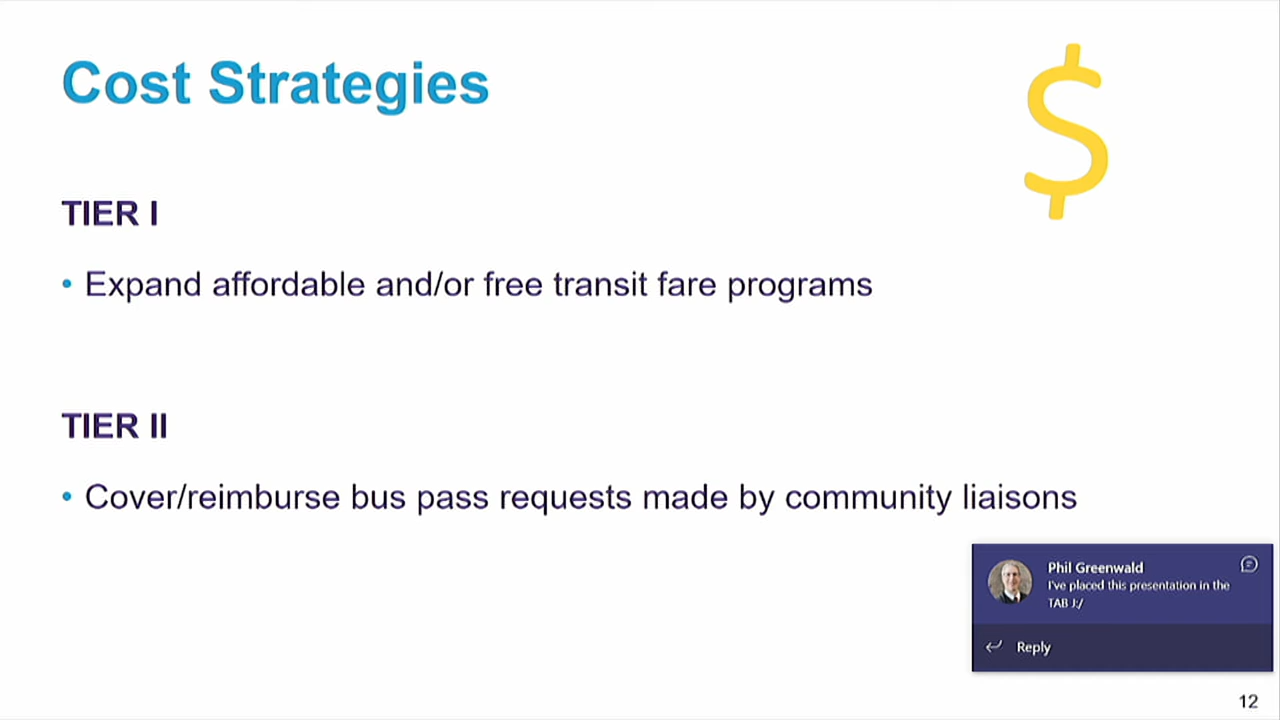 Cost Strategies
$
TIER I
• Expand affordable and/or free transit fare programs
TIER II
• Cover/reimburse bus pass requests made by community liaisons
Phil Greenwald
I've placed this presentation in the
TAB J:/
Reply
12